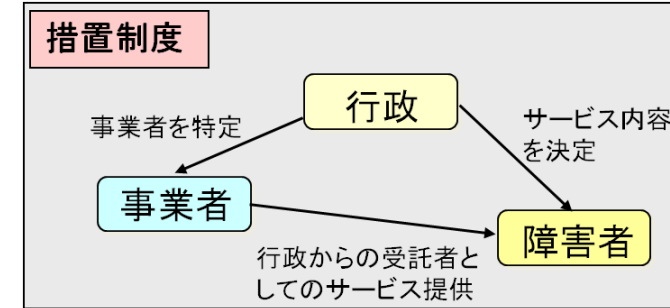 措置制度
行政
事業者を特定
サービス内容
を決定
事業者
障害者
行政からの受託者と
してのサービス提供